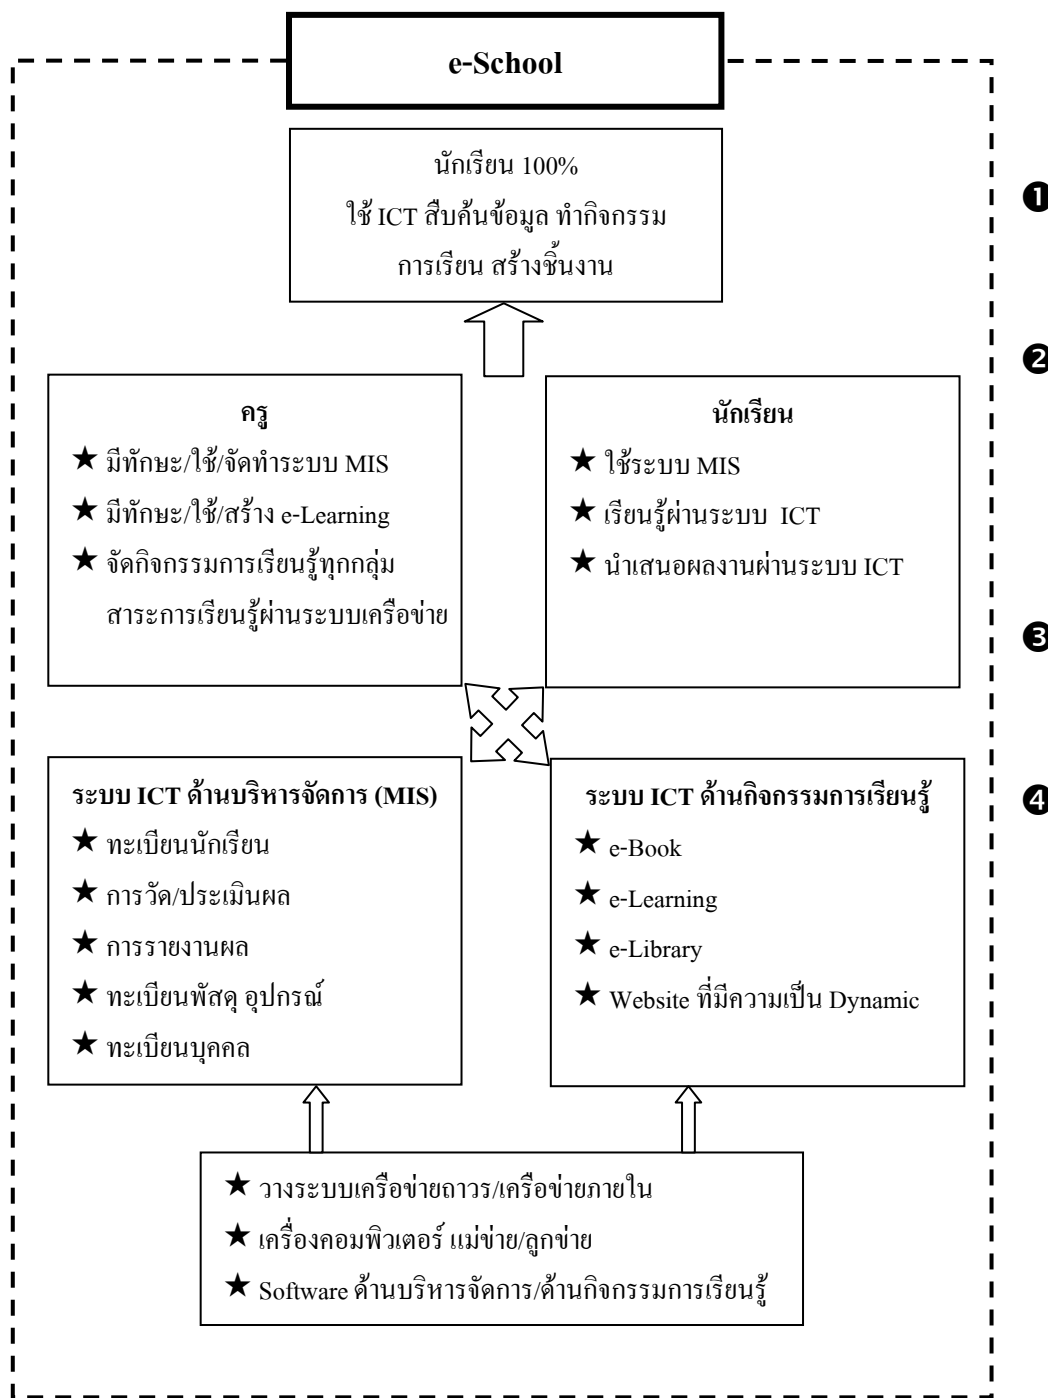 e-School
นักเรียน 100%
ใช้ ICT สืบค้นข้อมูล ทำกิจกรรม
การเรียน สร้างชิ้นงาน
❶
❷
ครู
★ มีทักษะ/ใช้/จัดทำระบบ MIS
★ มีทักษะ/ใช้/สร้าง e-Learning
★ จัดกิจกรรมการเรียนรู้ทุกกลุ่ม
สาระการเรียนรู้ผ่านระบบเครือข่าย
นักเรียน
★ ใช้ระบบ MIS
★ เรียนรู้ผ่านระบบ ICT
★ นำเสนอผลงานผ่านระบบ ICT
❸
ระบบ ICT ด้านบริหารจัดการ (MIS)
★ ทะเบียนนักเรียน
★ การวัด/ประเมินผล
★ การรายงานผล
★ ทะเบียนพัสดุ อุปกรณ์
★ ทะเบียนบุคคล
ระบบ ICT ด้านกิจกรรมการเรียนรู้
★ e-Book
★ e-Learning
★ e-Library
★ Website ที่มีความเป็น Dynamic
❹
★ วางระบบเครือข่ายถาวร/เครือข่ายภายใน
★ เครื่องคอมพิวเตอร์ แม่ข่าย/ลูกข่าย
★ Software ด้านบริหารจัดการ/ด้านกิจกรรมการเรียนรู้